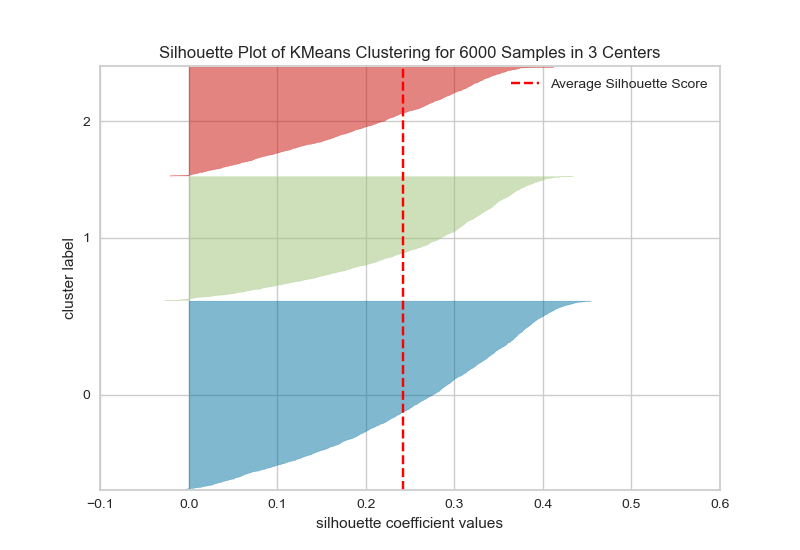 Silhouette Plot of KMeans Clustering for 6000 Samples in 3 Centers
Average Silhouette Score
2
1
0
cluster label
−0.1 0.0 0.1 0.2 0.3 0.4 0.5 0.6
silhouette coefficient values